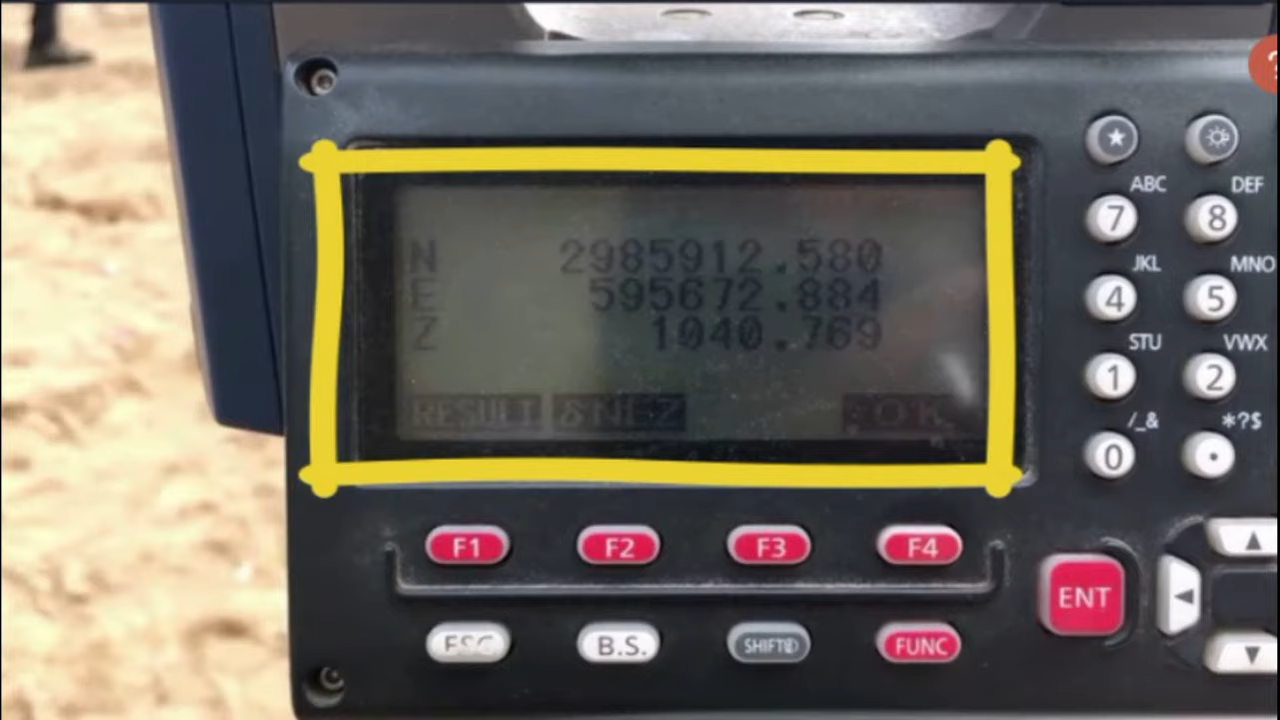 N 2985912.580
E 595672.884
Z 1040.769
RESULT &NEZ OK
ABC DEF
7 8
JKL MNO
4 5
STU VWX
1 2
/_& *?$
0 .
F1 F2 F3 F4
ENT
ESC B.S. SHIFT FUNC
?